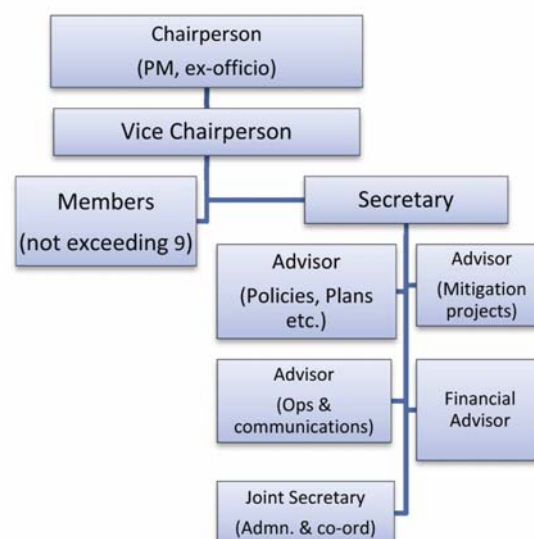 Chairperson
(PM, ex-officio)
Vice Chairperson
Members
(not exceeding 9)
Secretary
Advisor
(Policies, Plans
etc.)
Advisor
(Mitigation
projects)
Advisor
(Ops &
communications)
Financial
Advisor
Joint Secretary
(Admn. & co-ord)